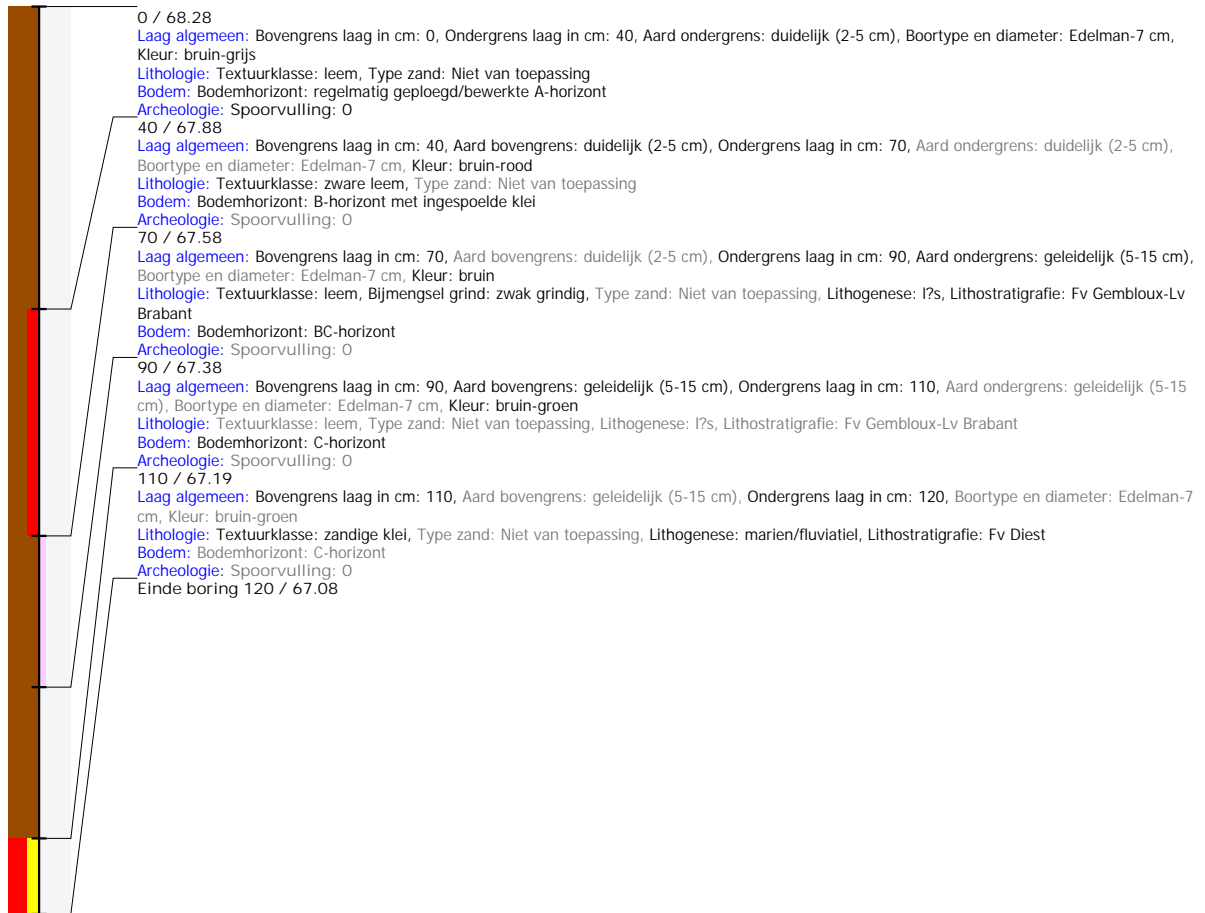 0 / 68.28
Laag algemeen: Bovengrens laag in cm: 0, Ondergrens laag in cm: 40, Aard ondergrens: duidelijk (2-5 cm), Boortype en diameter: Edelman-7 cm,
Kleur: bruin-grijs
Lithologie: Textuurklasse: leem, Type zand: Niet van toepassing
Bodem: Bodemhorizont: regelmatig geploegd/bewerkte A-horizont
Archeologie: Spoorvulling: 0
40 / 67.88
Laag algemeen: Bovengrens laag in cm: 40, Aard bovengrens: duidelijk (2-5 cm), Ondergrens laag in cm: 70, Aard ondergrens: duidelijk (2-5 cm),
Boortype en diameter: Edelman-7 cm, Kleur: bruin-rood
Lithologie: Textuurklasse: zware leem, Type zand: Niet van toepassing
Bodem: Bodemhorizont: B-horizont met ingespoelde klei
Archeologie: Spoorvulling: 0
70 / 67.58
Laag algemeen: Bovengrens laag in cm: 70, Aard bovengrens: duidelijk (2-5 cm), Ondergrens laag in cm: 90, Aard ondergrens: geleidelijk (5-15 cm),
Boortype en diameter: Edelman-7 cm, Kleur: bruin
Lithologie: Textuurklasse: leem, Bijmengsel grind: zwak grindig, Type zand: Niet van toepassing, Lithogenese: l?s, Lithostratigrafie: Fv Gembloux-Lv
Brabant
Bodem: Bodemhorizont: BC-horizont
Archeologie: Spoorvulling: 0
90 / 67.38
Laag algemeen: Bovengrens laag in cm: 90, Aard bovengrens: geleidelijk (5-15 cm), Ondergrens laag in cm: 110, Aard ondergrens: geleidelijk (5-15
cm), Boortype en diameter: Edelman-7 cm, Kleur: bruin-groen
Lithologie: Textuurklasse: leem, Type zand: Niet van toepassing, Lithogenese: l?s, Lithostratigrafie: Fv Gembloux-Lv Brabant
Bodem: Bodemhorizont: C-horizont
Archeologie: Spoorvulling: 0
110 / 67.19
Laag algemeen: Bovengrens laag in cm: 110, Aard bovengrens: geleidelijk (5-15 cm), Ondergrens laag in cm: 120, Boortype en diameter: Edelman-7
cm, Kleur: bruin-groen
Lithologie: Textuurklasse: zandige klei, Type zand: Niet van toepassing, Lithogenese: marien/fluviatiel, Lithostratigrafie: Fv Diest
Bodem: Bodemhorizont: C-horizont
Archeologie: Spoorvulling: 0
Einde boring 120 / 67.08